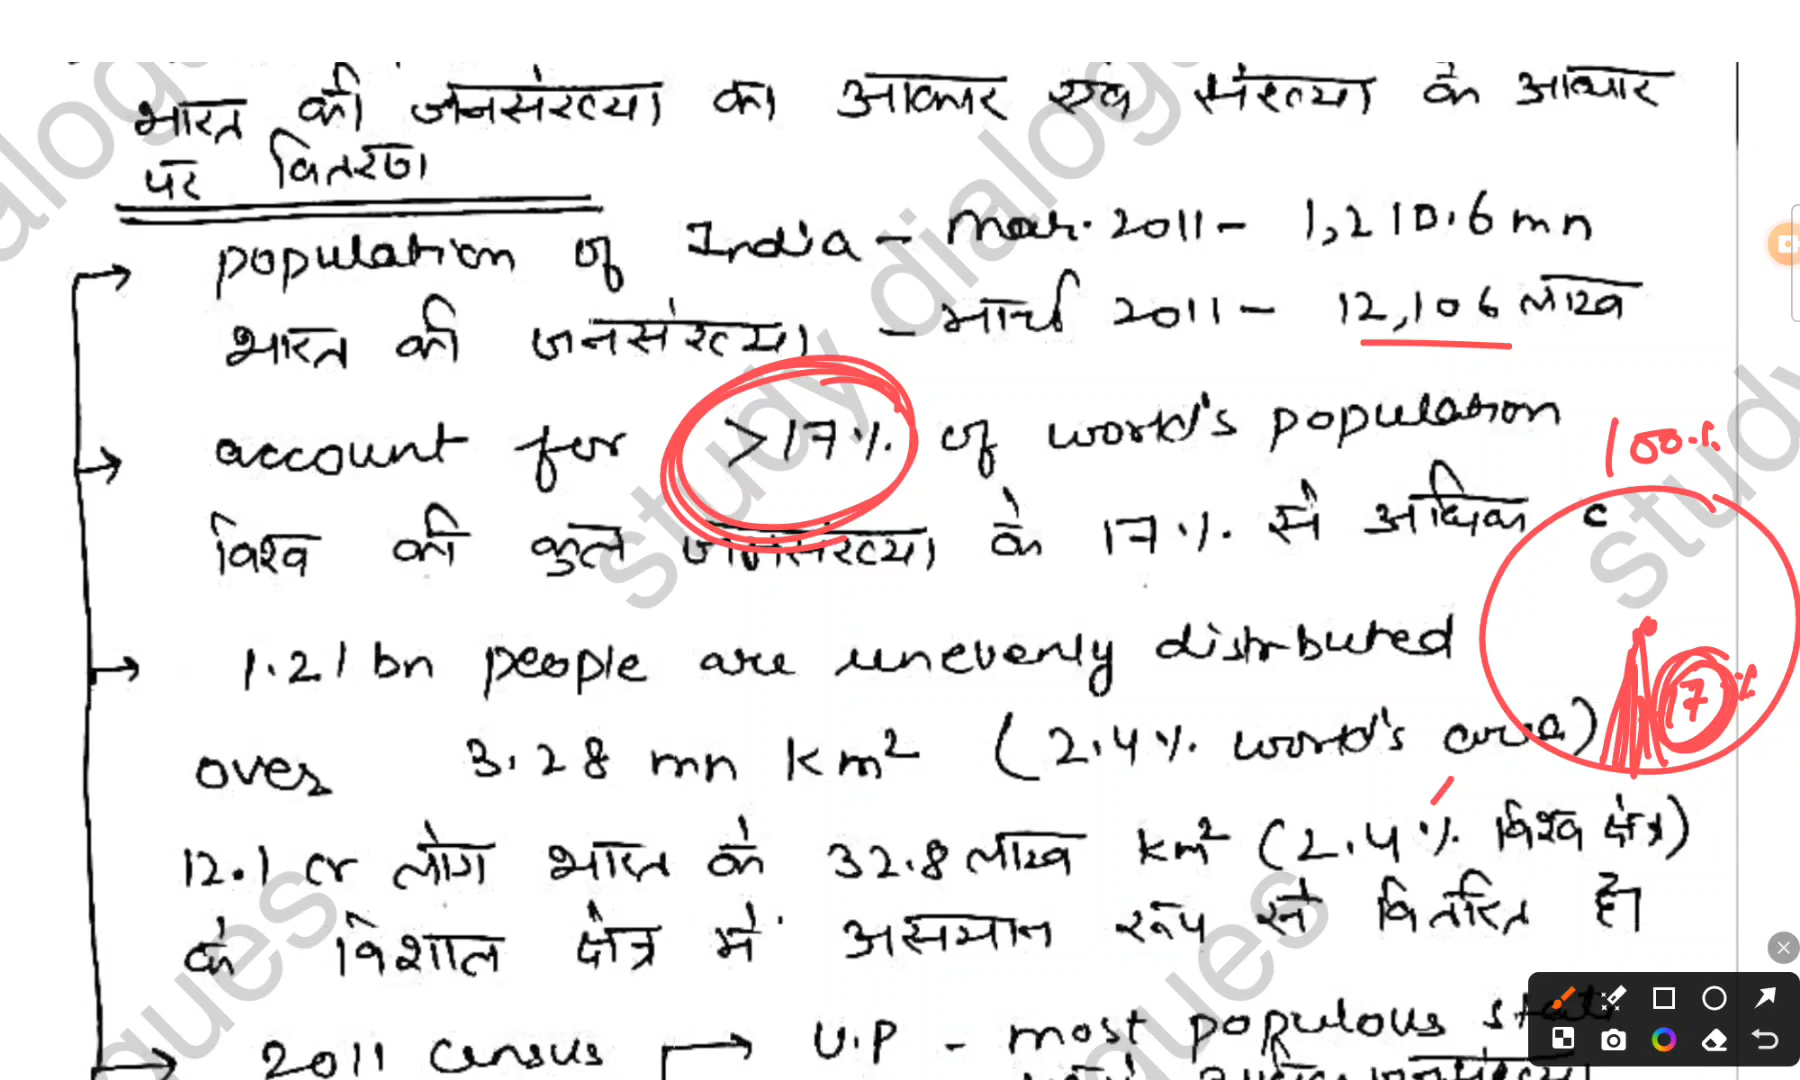 भारत की जनसंख्या का आकार एवं संख्या के आधार
पर वितरण
population of India – Mar. 2011 – 1,210.6 mn
भारत की जनसंख्या – मार्च 2011 – 12,106 लाख
account for >17% of world's population
100%
विश्व की कुल जनसंख्या के 17% से अधिक
1.21 bn people are unevenly distributed
17%
over 3.28 mn km² (2.4% world's area)
12.1 cr लोग भारत के 32.8 लाख km² (2.4% विश्व क्षेत्र)
के विशाल क्षेत्र में असमान रूप से वितरित है।
2011 census → U.P – most populous state
study dialogues